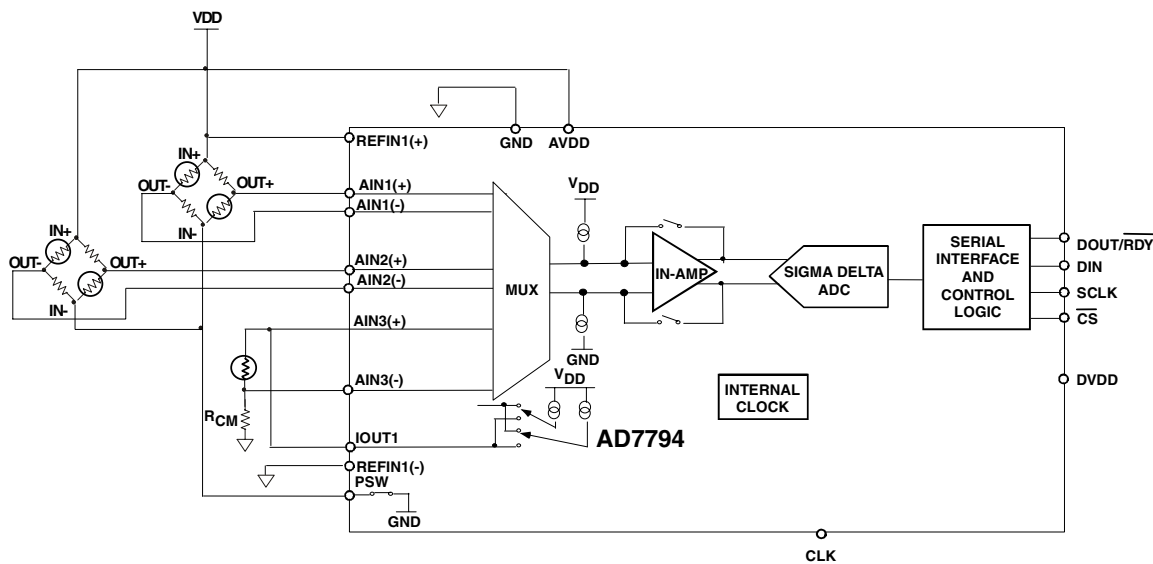 VDD
GND
AVDD
REFIN1(+)
IN+
OUT-
OUT+
IN-
AIN1(+)
AIN1(-)
IN+
OUT-
OUT+
IN-
AIN2(+)
AIN2(-)
AIN3(+)
AIN3(-)
RCM
IOUT1
REFIN1(-)
PSW
GND
MUX
VDD
GND
VDD
IN-AMP
SIGMA DELTA
ADC
SERIAL
INTERFACE
AND
CONTROL
LOGIC
DOUT/RDY
DIN
SCLK
CS
DVDD
INTERNAL
CLOCK
AD7794
CLK